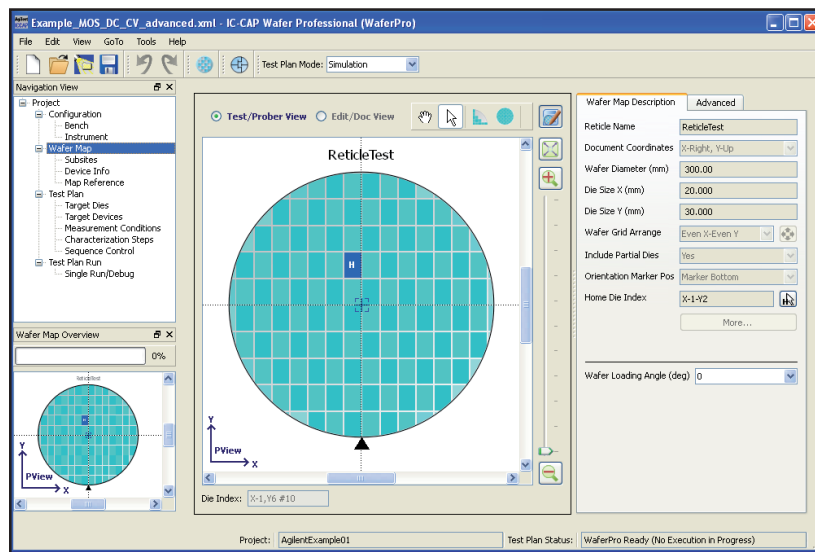 Example_MOS_DC_CV_advanced.xml - IC-CAP Wafer Professional (WaferPro)
File Edit View GoTo Tools Help
Test Plan Mode: Simulation
Navigation View
Project
Configuration
Bench
Instrument
Wafer Map
Subsites
Device Info
Map Reference
Test Plan
Target Dies
Target Devices
Measurement Conditions
Characterization Steps
Sequence Control
Test Plan Run
Single Run/Debug
Wafer Map Overview
0%
ReticleTest
H
Y
PView
X
Test/Prober View Edit/Doc View
ReticleTest
H
Y
PView
X
Die Index: X-1,Y6 #10
Wafer Map Description Advanced
Reticle Name ReticleTest
Document Coordinates X-Right, Y-Up
Wafer Diameter (mm) 300.00
Die Size X (mm) 20.000
Die Size Y (mm) 30.000
Wafer Grid Arrange Even X-Even Y
Include Partial Dies Yes
Orientation Marker Pos Marker Bottom
Home Die Index X-1-Y2
More...
Wafer Loading Angle (deg) 0
Project: AgilentExample01 Test Plan Status: WaferPro Ready (No Execution in Progress)